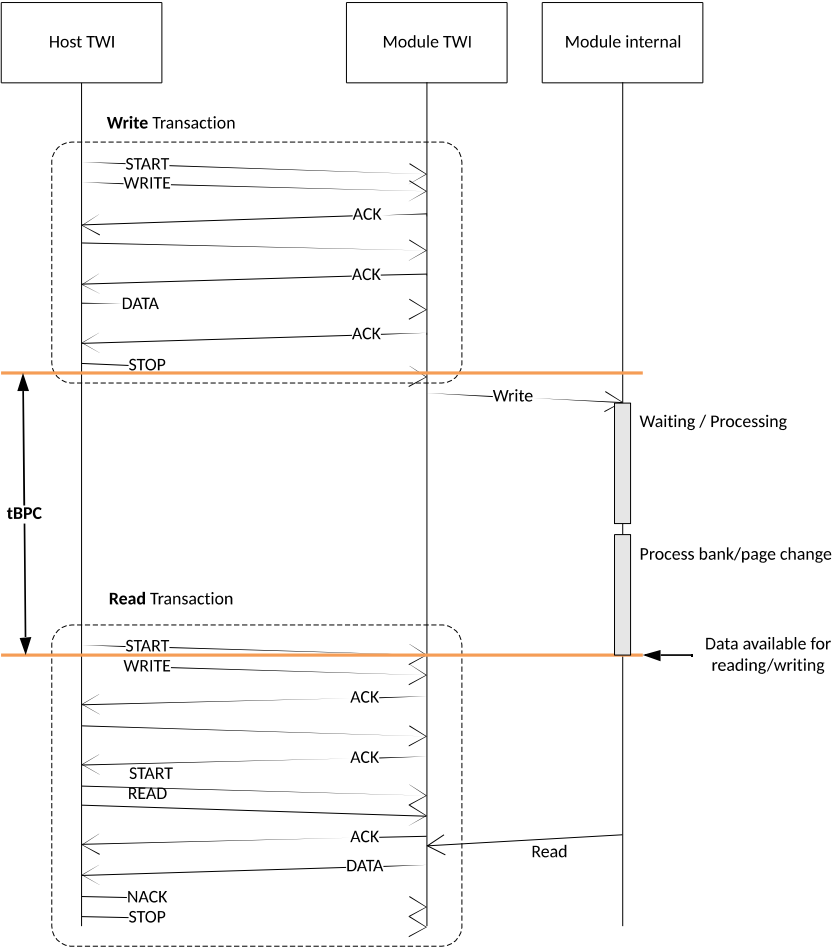 Host TWI
Module TWI
Module internal
Write Transaction
START
WRITE
ACK
ACK
DATA
ACK
STOP
Write
Waiting / Processing
tBPC
Process bank/page change
Read Transaction
START
WRITE
Data available for
reading/writing
ACK
ACK
START
READ
ACK
Read
DATA
NACK
STOP